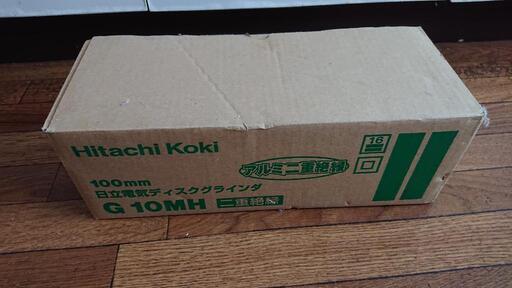 Hitachi Koki
アルミ二重絶縁
16
100mm
日立電気ディスクグラインダ
G 10MH 二重絶縁